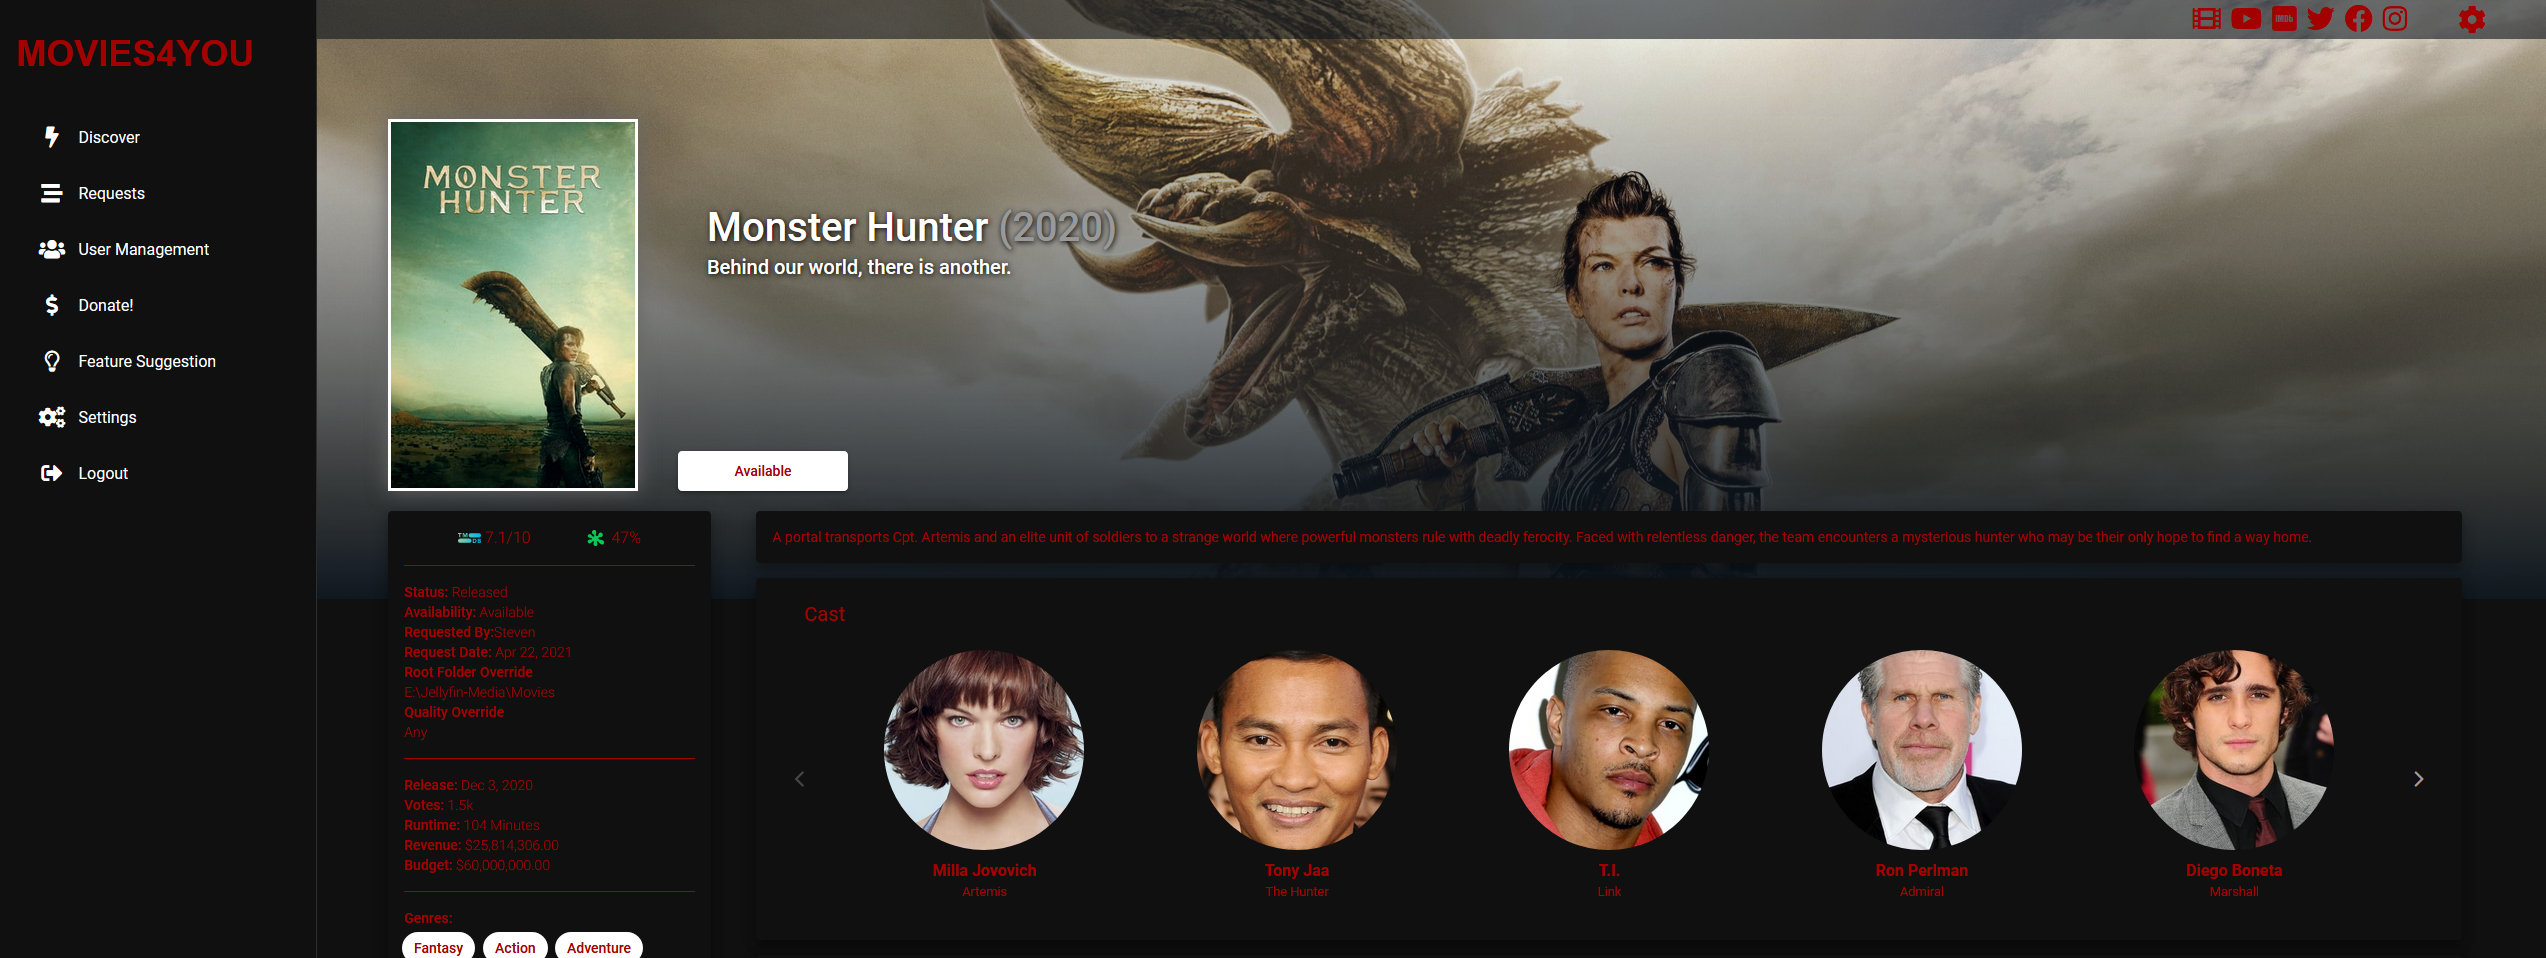 MOVIES4YOU
Discover
Requests
User Management
Donate!
Feature Suggestion
Settings
Logout
IMDb
MONSTER
HUNTER
Monster Hunter (2020)
Behind our world, there is another.
Available
TMDB 7.1/10 47%
A portal transports Cpt. Artemis and an elite unit of soldiers to a strange world where powerful monsters rule with deadly ferocity. Faced with relentless danger, the team encounters a mysterious hunter who may be their only hope to find a way home.
Status: Released
Availability: Available
Requested By:Steven
Request Date: Apr 22, 2021
Root Folder Override
E:\Jellyfin-Media\Movies
Quality Override
Any
Release: Dec 3, 2020
Votes: 1.5k
Runtime: 104 Minutes
Revenue: $25,814,306.00
Budget: $60,000,000.00
Genres:
Fantasy Action Adventure
Cast
Milla Jovovich
Artemis
Tony Jaa
The Hunter
T.I.
Link
Ron Perlman
Admiral
Diego Boneta
Marshall